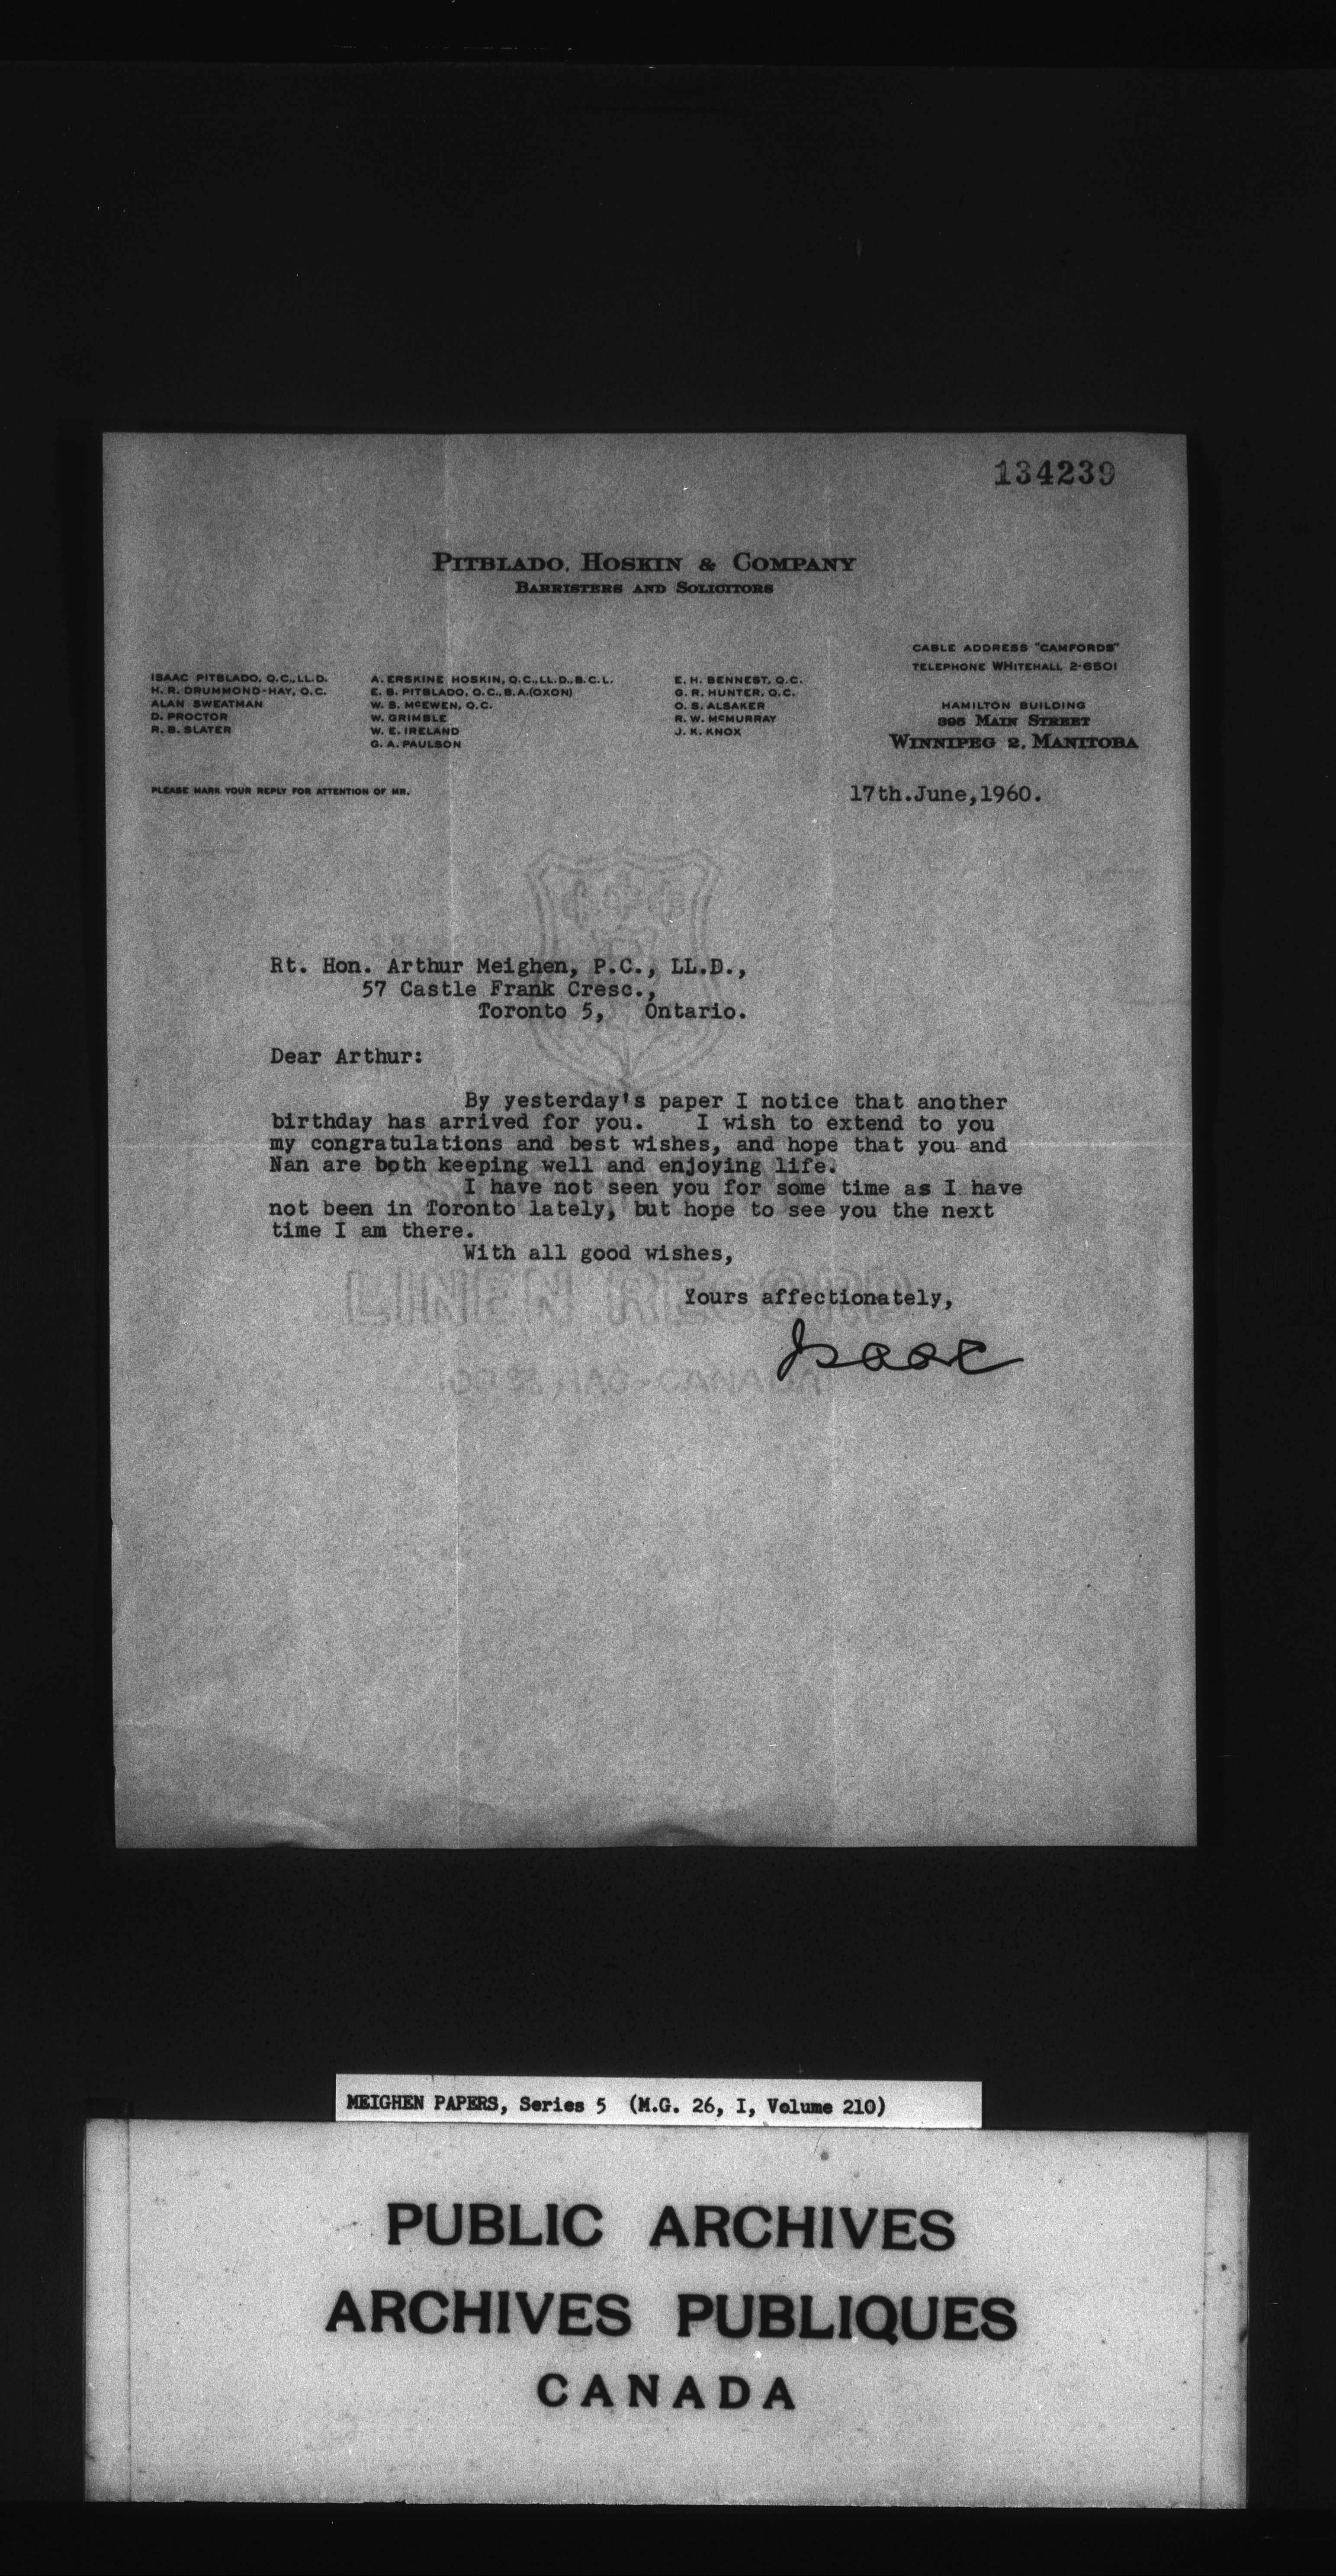 134239
PITBLADO, HOSKIN & COMPANY
BARRISTERS AND SOLICITORS
CABLE ADDRESS "CAMFORDS"
TELEPHONE WHITEHALL 2-6501
HAMILTON BUILDING
395 MAIN STREET
WINNIPEG 2, MANITOBA
ISAAC PITBLADO, Q.C., LL.D.
H. R. DRUMMOND-HAY, Q.C.
ALAN SWEATMAN
D. PROCTOR
R. B. SLATER
A. ERSKINE HOSKIN, Q.C., LL.D., B.C.L.
E. B. PITBLADO, Q.C., B.A.(OXON)
W. S. MCEWEN, Q.C.
W. GRIMBLE
W. E. IRELAND
G. A. PAULSON
E. H. BENNEST, Q.C.
G. R. HUNTER, Q.C.
O. S. ALSAKER
R. W. MCMURRAY
J. K. KNOX
PLEASE MARK YOUR REPLY FOR ATTENTION OF MR.
17th.June,1960.
Rt. Hon. Arthur Meighen, P.C., LL.D.,
57 Castle Frank Cresc.,
Toronto 5, Ontario.
Dear Arthur:
By yesterday's paper I notice that another
birthday has arrived for you. I wish to extend to you
my congratulations and best wishes, and hope that you and
Nan are both keeping well and enjoying life.
I have not seen you for some time as I have
not been in Toronto lately, but hope to see you the next
time I am there.
With all good wishes,
LINEN RECORD
Yours affectionately,
Isaac
CANADA
MEIGHEN PAPERS, Series 5 (M.G. 26, I, Volume 210)
PUBLIC ARCHIVES
ARCHIVES PUBLIQUES
CANADA